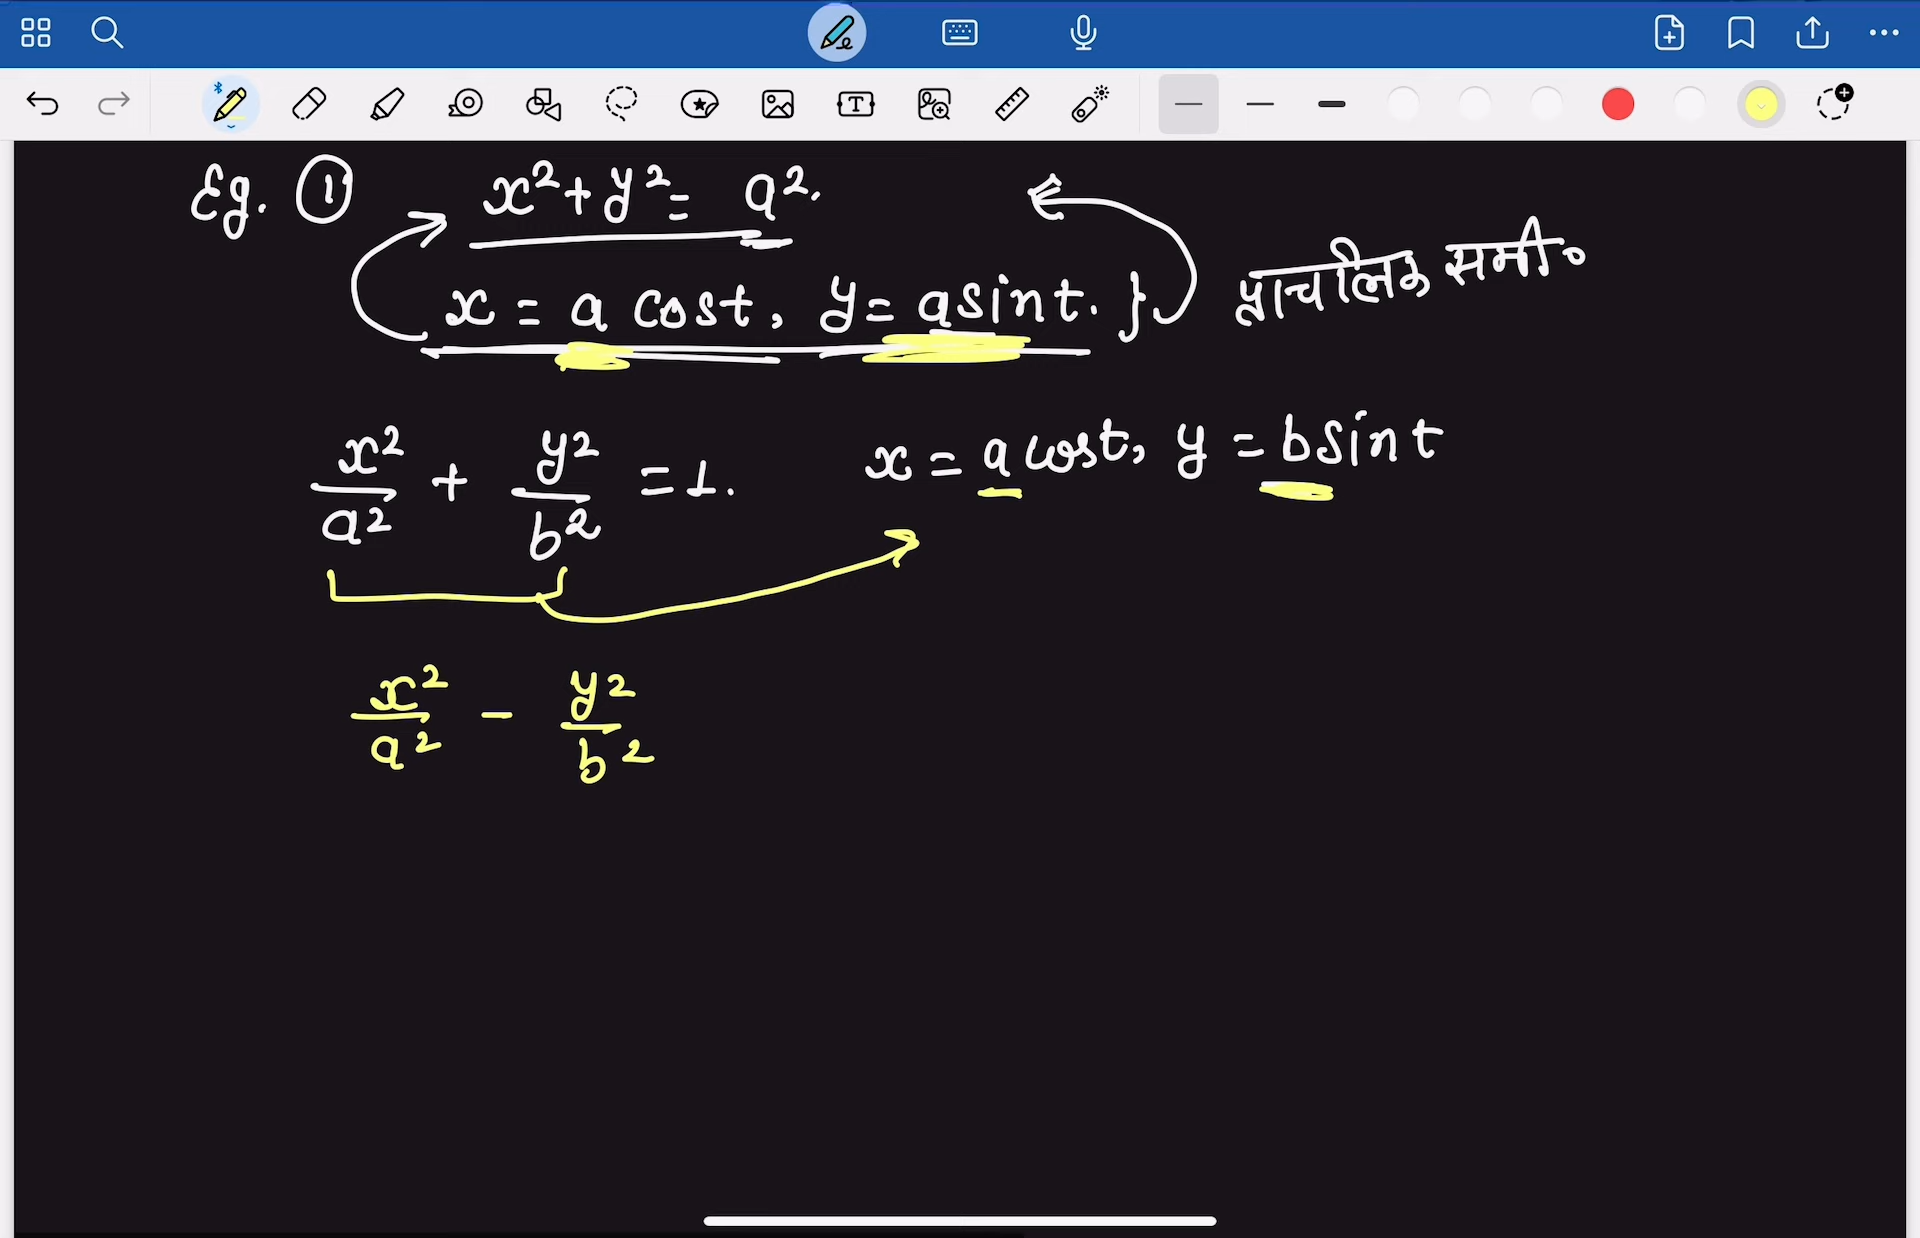 Eg. ① x²+y²= a².
x = a cost, y= asint. } प्राचलिक समी०
x²/a² + y²/b² =1. x = a cost, y = bsint
x²/a² - y²/b²